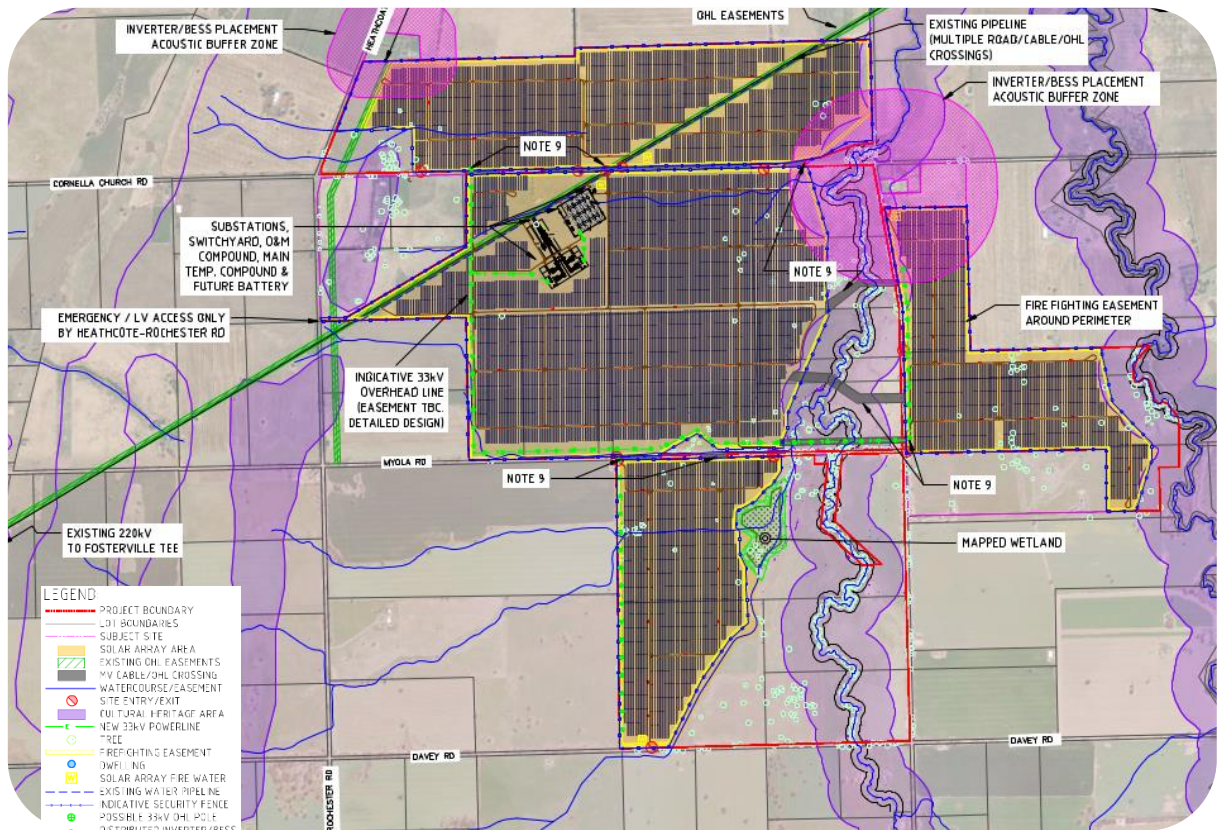 INVERTER/BESS PLACEMENT
ACOUSTIC BUFFER ZONE
OHL EASEMENTS
EXISTING PIPELINE
(MULTIPLE ROAD/CABLE/OHL
CROSSINGS)
INVERTER/BESS PLACEMENT
ACOUSTIC BUFFER ZONE
NOTE 9
CORNELLA CHURCH RD
SUBSTATIONS,
SWITCHYARD, O&M
COMPOUND, MAIN
TEMP. COMPOUND &
FUTURE BATTERY
NOTE 9
EMERGENCY / LV ACCESS ONLY
BY HEATHCOTE-ROCHESTER RD
FIRE FIGHTING EASEMENT
AROUND PERIMETER
INDICATIVE 33kV
OVERHEAD LINE
(EASEMENT TBC.
DETAILED DESIGN)
MYOLA RD
NOTE 9
NOTE 9
EXISTING 220kV
TO FOSTERVILLE TEE
MAPPED WETLAND
LEGEND
PROJECT BOUNDARY
LOT BOUNDARIES
SUBJECT SITE
SOLAR ARRAY AREA
EXISTING OHL EASEMENTS
MV CABLE/OHL CROSSING
WATERCOURSE/EASEMENT
SITE ENTRY/EXIT
CULTURAL HERITAGE AREA
NEW 33kV POWERLINE
TREE
FIREFIGHTING EASEMENT
DWELLING
SOLAR ARRAY FIRE WATER
EXISTING WATER PIPELINE
INDICATIVE SECURITY FENCE
POSSIBLE 33kV OHL POLE
DISTRIBUTED INVERTER/BESS
DAVEY RD
DAVEY RD
ROCHESTER RD